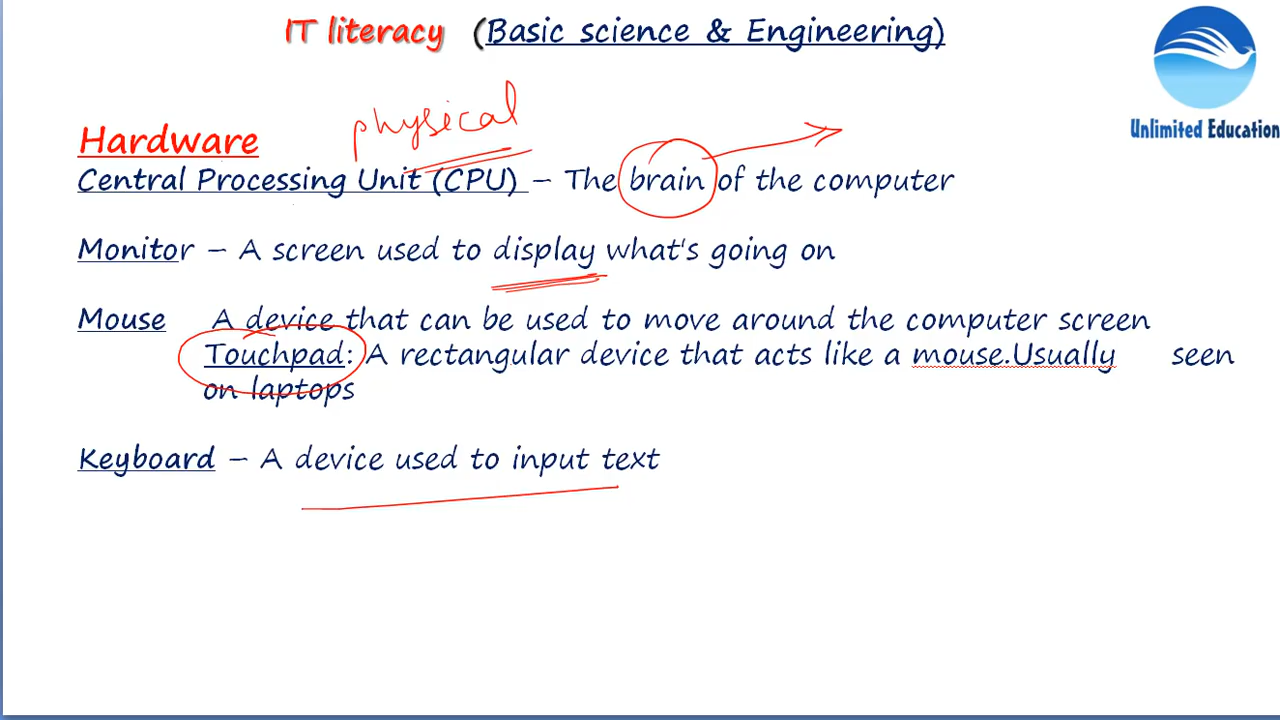 IT literacy (Basic science & Engineering)
Unlimited Education
physical
Hardware
Central Processing Unit (CPU) – The brain of the computer
Monitor – A screen used to display what's going on
Mouse A device that can be used to move around the computer screen
Touchpad: A rectangular device that acts like a mouse.Usually seen
on laptops
Keyboard – A device used to input text